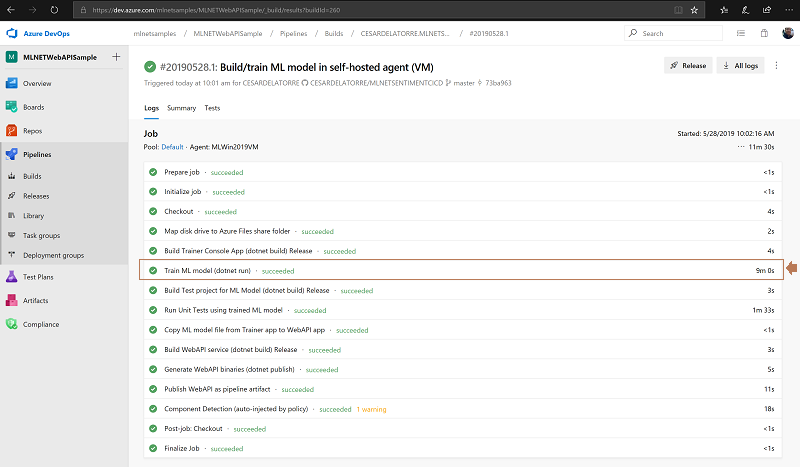 https://dev.azure.com/mlnetsamples/MLNETWebAPISample/_build/results?buildId=260
Azure DevOps
mlnetsamples / MLNETWebAPISample / Pipelines / Builds / CESARDELATORRE.MLNETS... / #20190528.1
Search
M MLNETWebAPISample
Overview
Boards
Repos
Pipelines
Builds
Releases
Library
Task groups
Deployment groups
Test Plans
Artifacts
Compliance
#20190528.1: Build/train ML model in self-hosted agent (VM)
Triggered today at 10:01 am for CESARDELATORRE CESARDELATORRE/MLNETSENTIMENTCICD master 73ba963
Release
All logs
Logs Summary Tests
Job
Started: 5/28/2019 10:02:16 AM
Pool: Default · Agent: MLWin2019VM
··· 11m 30s
Prepare job · succeeded <1s
Initialize job · succeeded <1s
Checkout · succeeded 4s
Map disk drive to Azure Files share folder · succeeded 2s
Build Trainer Console App (dotnet build) Release · succeeded 4s
Train ML model (dotnet run) · succeeded 9m 0s
Build Test project for ML Model (dotnet build) Release · succeeded 3s
Run Unit Tests using trained ML model · succeeded 1m 33s
Copy ML model file from Trainer app to WebAPI app · succeeded <1s
Build WebAPI service (dotnet build) Release · succeeded 3s
Generate WebAPI binaries (dotnet publish) · succeeded 5s
Publish WebAPI as pipeline artifact · succeeded 11s
Component Detection (auto-injected by policy) · succeeded 1 warning 18s
Post-job: Checkout · succeeded <1s
Finalize Job · succeeded <1s